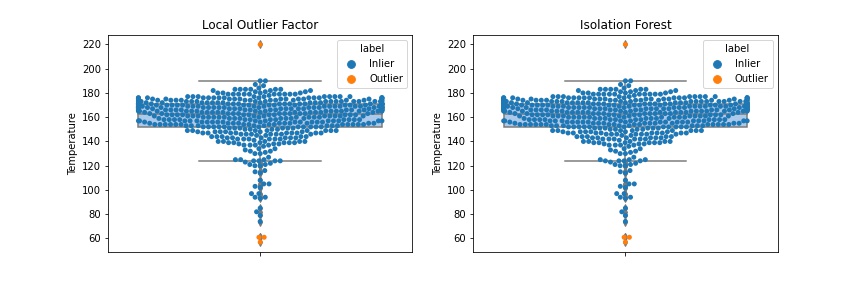 Local Outlier Factor
Temperature
220
200
180
160
140
120
100
80
60
label
Inlier
Outlier
Isolation Forest
Temperature
220
200
180
160
140
120
100
80
60
label
Inlier
Outlier